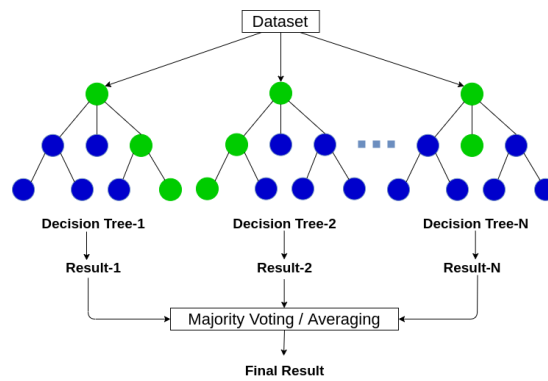 Dataset
Decision Tree-1
Decision Tree-2
Decision Tree-N
Result-1
Result-2
Result-N
Majority Voting / Averaging
Final Result